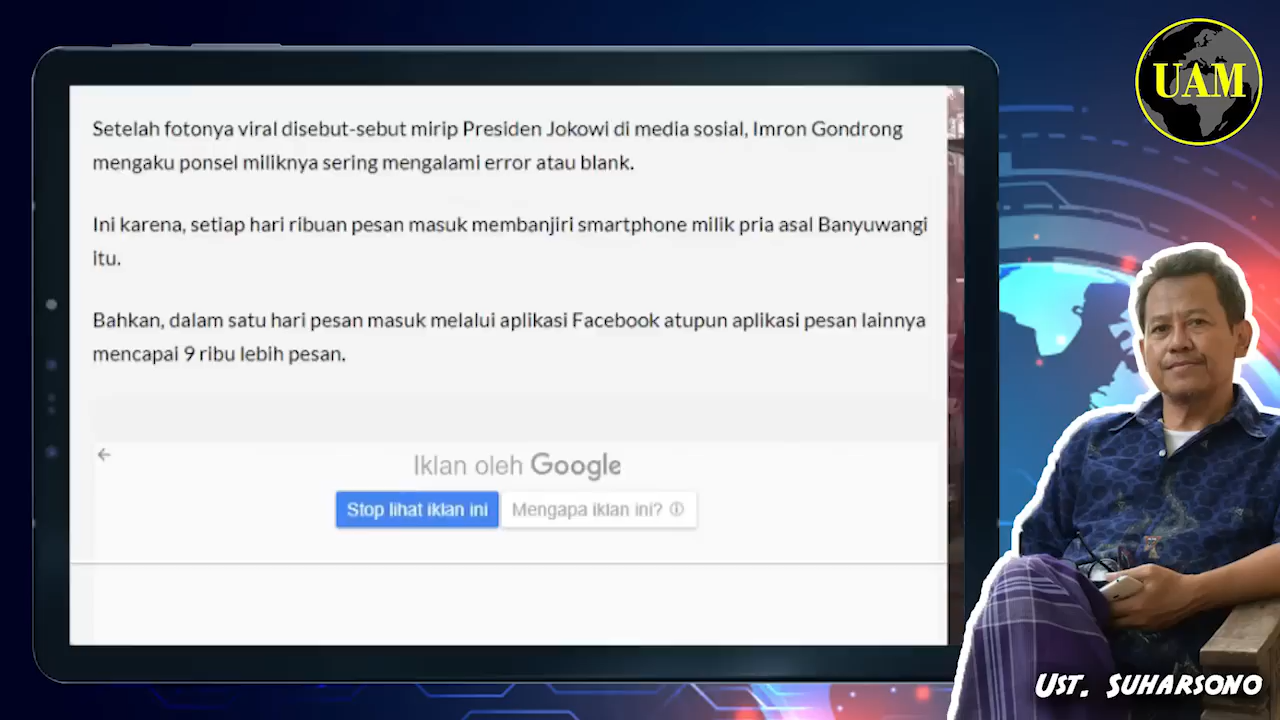 Setelah fotonya viral disebut-sebut mirip Presiden Jokowi di media sosial, Imron Gondrong
mengaku ponsel miliknya sering mengalami error atau blank.
Ini karena, setiap hari ribuan pesan masuk membanjiri smartphone milik pria asal Banyuwangi
itu.
Bahkan, dalam satu hari pesan masuk melalui aplikasi Facebook atupun aplikasi pesan lainnya
mencapai 9 ribu lebih pesan.
Iklan oleh Google
Stop lihat iklan ini
Mengapa iklan ini?
UAM
UST. SUHARSONO